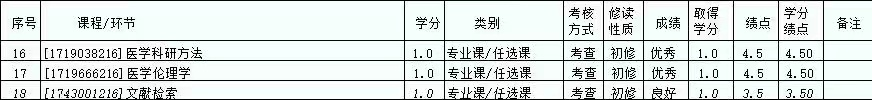 序号 课程/环节 学分 类别 考核方式 修读性质 成绩 取得学分 绩点 学分绩点 备注
16 [1719038216]医学科研方法 1.0 专业课/任选课 考查 初修 优秀 1.0 4.5 4.50
17 [1719666216]医学伦理学 1.0 专业课/任选课 考查 初修 优秀 1.0 4.5 4.50
18 [1743001216]文献检索 1.0 专业课/任选课 考查 初修 良好 1.0 3.5 3.50